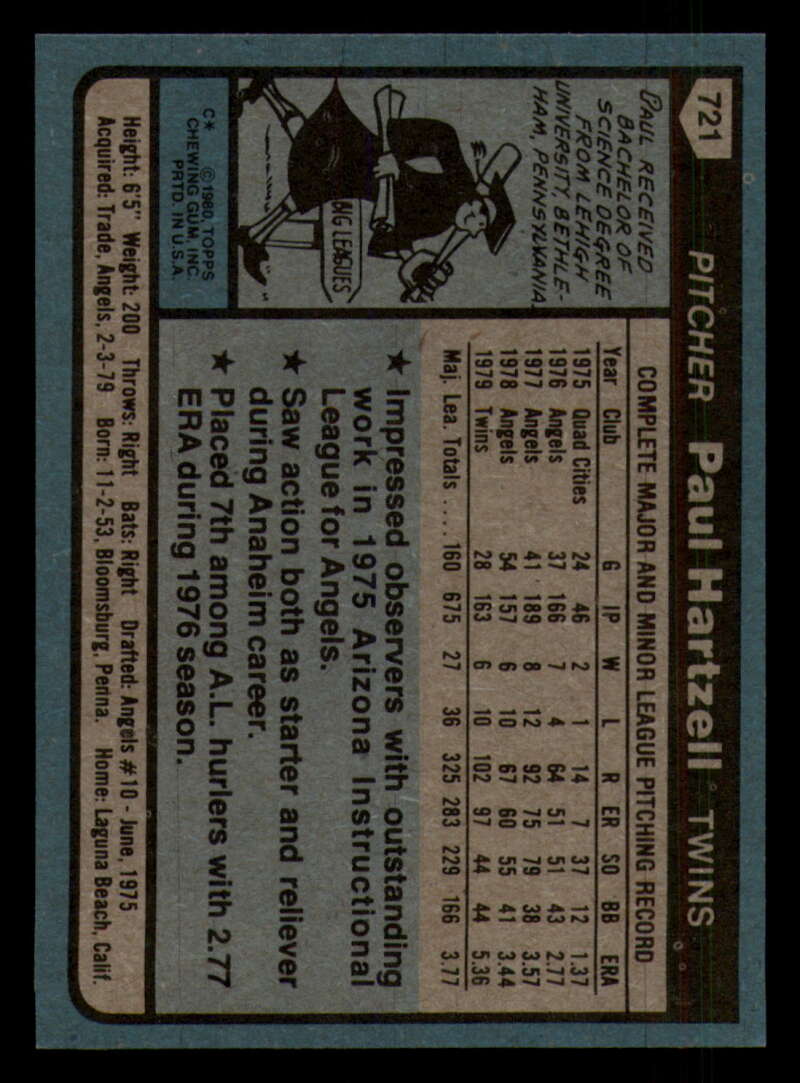 721
PITCHER Paul Hartzell TWINS
PAUL RECEIVED
BACHELOR OF
SCIENCE DEGREE
FROM LEHIGH
UNIVERSITY, BETHLE-
HAM, PENNSYLVANIA.
BIG LEAGUES
C* ©1980, TOPPS
CHEWING GUM, INC.
PRTD. IN U.S.A.
COMPLETE MAJOR AND MINOR LEAGUE PITCHING RECORD
Year Club G IP W L R ER SO BB ERA
1975 Quad Cities 24 46 2 1 14 7 37 12 1.37
1976 Angels 37 166 7 4 64 51 51 43 2.77
1977 Angels 41 189 8 12 92 75 79 38 3.57
1978 Angels 54 157 6 10 67 60 55 41 3.44
1979 Twins 28 163 6 10 102 97 44 44 5.36
Maj. Lea. Totals .... 160 675 27 36 325 283 229 166 3.77
★ Impressed observers with outstanding
work in 1975 Arizona Instructional
League for Angels.
★ Saw action both as starter and reliever
during Anaheim career.
★ Placed 7th among A.L. hurlers with 2.77
ERA during 1976 season.
Height: 6'5" Weight: 200 Throws: Right Bats: Right Drafted: Angels #10 - June, 1975
Acquired: Trade, Angels, 2-3-79 Born: 11-2-53, Bloomsburg, Penna. Home: Laguna Beach, Calif.